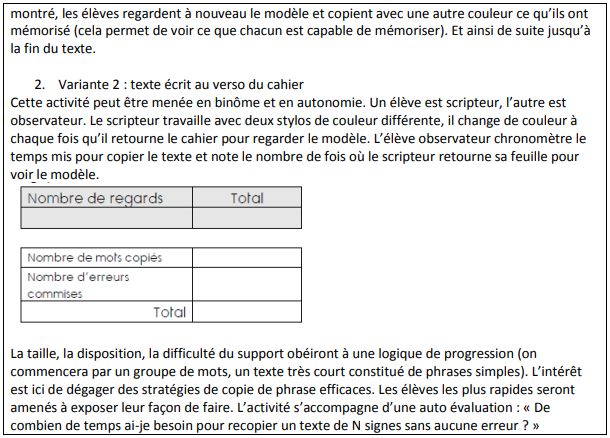 montré, les élèves regardent à nouveau le modèle et copient avec une autre couleur ce qu'ils ont
mémorisé (cela permet de voir ce que chacun est capable de mémoriser). Et ainsi de suite jusqu'à
la fin du texte.
2. Variante 2 : texte écrit au verso du cahier
Cette activité peut être menée en binôme et en autonomie. Un élève est scripteur, l'autre est
observateur. Le scripteur travaille avec deux stylos de couleur différente, il change de couleur à
chaque fois qu'il retourne le cahier pour regarder le modèle. L'élève observateur chronomètre le
temps mis pour copier le texte et note le nombre de fois où le scripteur retourne sa feuille pour
voir le modèle.
Nombre de regards Total
Nombre de mots copiés
Nombre d'erreurs
commises
Total
La taille, la disposition, la difficulté du support obéiront à une logique de progression (on
commencera par un groupe de mots, un texte très court constitué de phrases simples). L'intérêt
est ici de dégager des stratégies de copie de phrase efficaces. Les élèves les plus rapides seront
amenés à exposer leur façon de faire. L'activité s'accompagne d'une auto évaluation : « De
combien de temps ai-je besoin pour recopier un texte de N signes sans aucune erreur ? »